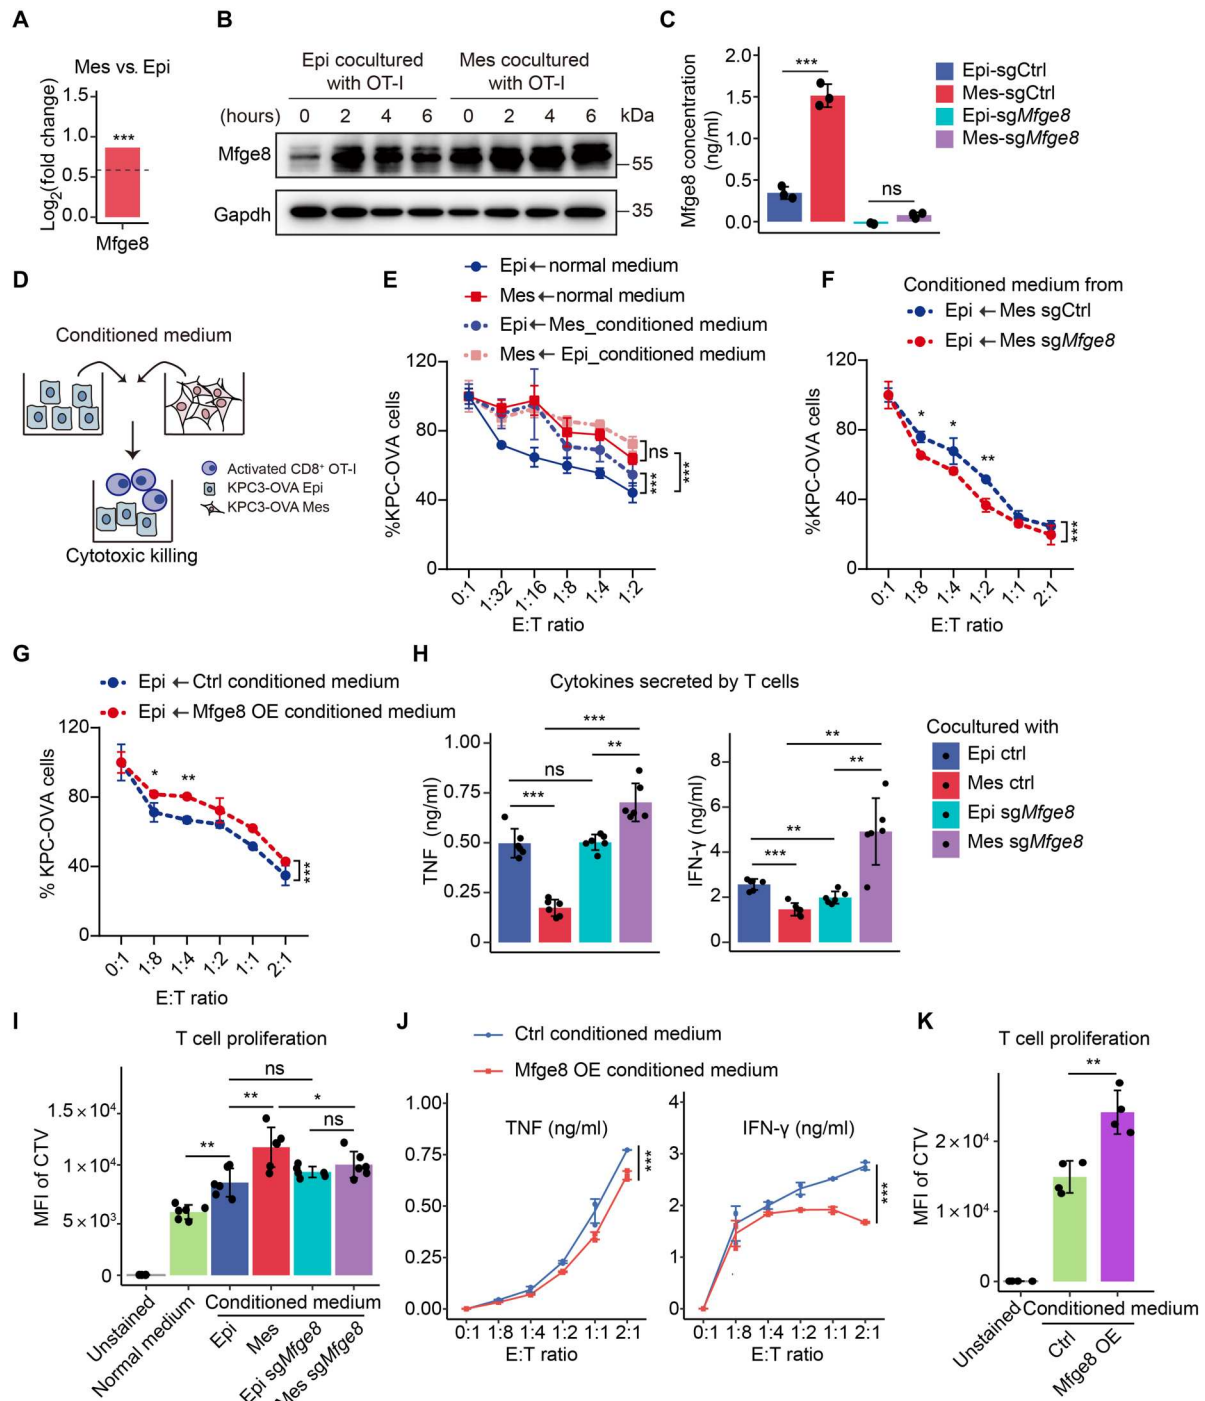 A
Mes vs. Epi
Log2(fold change)
1.5
1.0
0.5
0.0
***
Mfge8
B
Epi cocultured
with OT-I
Mes cocultured
with OT-I
(hours) 0 2 4 6 0 2 4 6 kDa
Mfge8
55
Gapdh
35
C
Mfge8 concentration
(ng/ml)
2.0
1.5
1.0
0.5
0.0
***
ns
Epi-sgCtrl
Mes-sgCtrl
Epi-sgMfge8
Mes-sgMfge8
D
Conditioned medium
Activated CD8+ OT-I
KPC3-OVA Epi
KPC3-OVA Mes
Cytotoxic killing
E
Epi ← normal medium
Mes ← normal medium
Epi ← Mes_conditioned medium
Mes ← Epi_conditioned medium
%KPC-OVA cells
120
80
40
0
ns
***
***
0:1 1:32 1:16 1:8 1:4 1:2
E:T ratio
F
Conditioned medium from
Epi ← Mes sgCtrl
Epi ← Mes sgMfge8
%KPC-OVA cells
120
80
40
0
* * **
***
0:1 1:8 1:4 1:2 1:1 2:1
E:T ratio
G
Epi ← Ctrl conditioned medium
Epi ← Mfge8 OE conditioned medium
% KPC-OVA cells
120
80
40
0
* **
***
0:1 1:8 1:4 1:2 1:1 2:1
E:T ratio
H
Cytokines secreted by T cells
TNF (ng/ml)
1.00
0.75
0.50
0.25
0
***
**
ns
***
IFN-γ (ng/ml)
8
6
4
2
0
**
**
**
***
Cocultured with
Epi ctrl
Mes ctrl
Epi sgMfge8
Mes sgMfge8
I
T cell proliferation
MFI of CTV
1.5×10⁴
1×10⁴
5×10³
0
ns
** *
** ns
Unstained
Normal medium
Conditioned medium
Epi
Mes
Epi sgMfge8
Mes sgMfge8
J
Ctrl conditioned medium
Mfge8 OE conditioned medium
TNF (ng/ml)
1.00
0.75
0.50
0.25
0.00
***
0:1 1:8 1:4 1:2 1:1 2:1
E:T ratio
IFN-γ (ng/ml)
4
3
2
1
0
***
0:1 1:8 1:4 1:2 1:1 2:1
E:T ratio
K
T cell proliferation
MFI of CTV
2×10⁴
1×10⁴
0
**
Unstained
Conditioned medium
Ctrl
Mfge8 OE